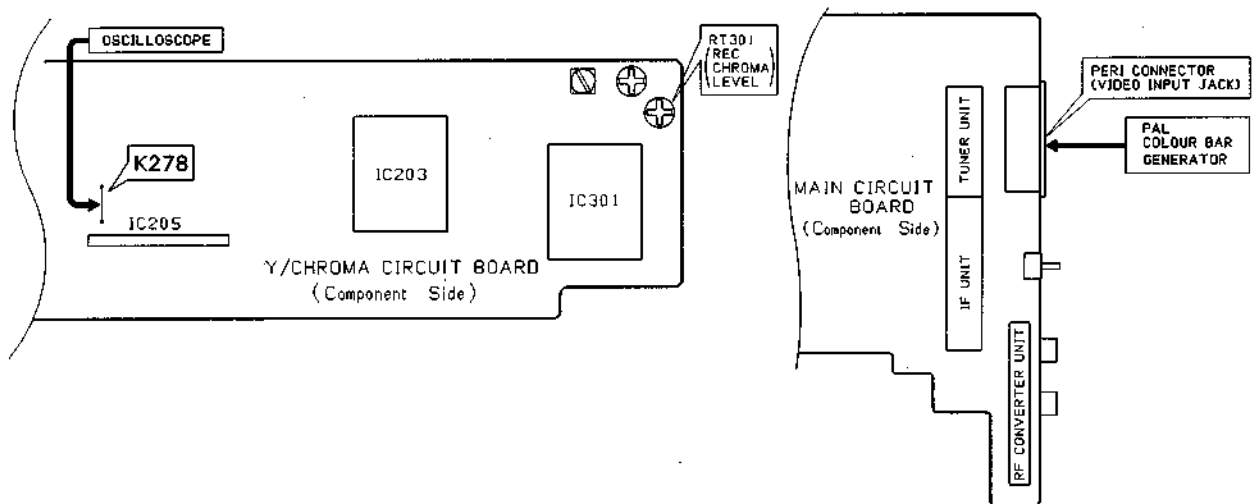 OSCILLOSCOPE
RT301
(REC
CHROMA
LEVEL)
K278
IC205
IC203
IC301
Y/CHROMA CIRCUIT BOARD
(Component Side)
PERI CONNECTOR
(VIDEO INPUT JACK)
PAL
COLOUR BAR
GENERATOR
TUNER UNIT
MAIN CIRCUIT
BOARD
(Component Side)
IF UNIT
RF CONVERTER UNIT